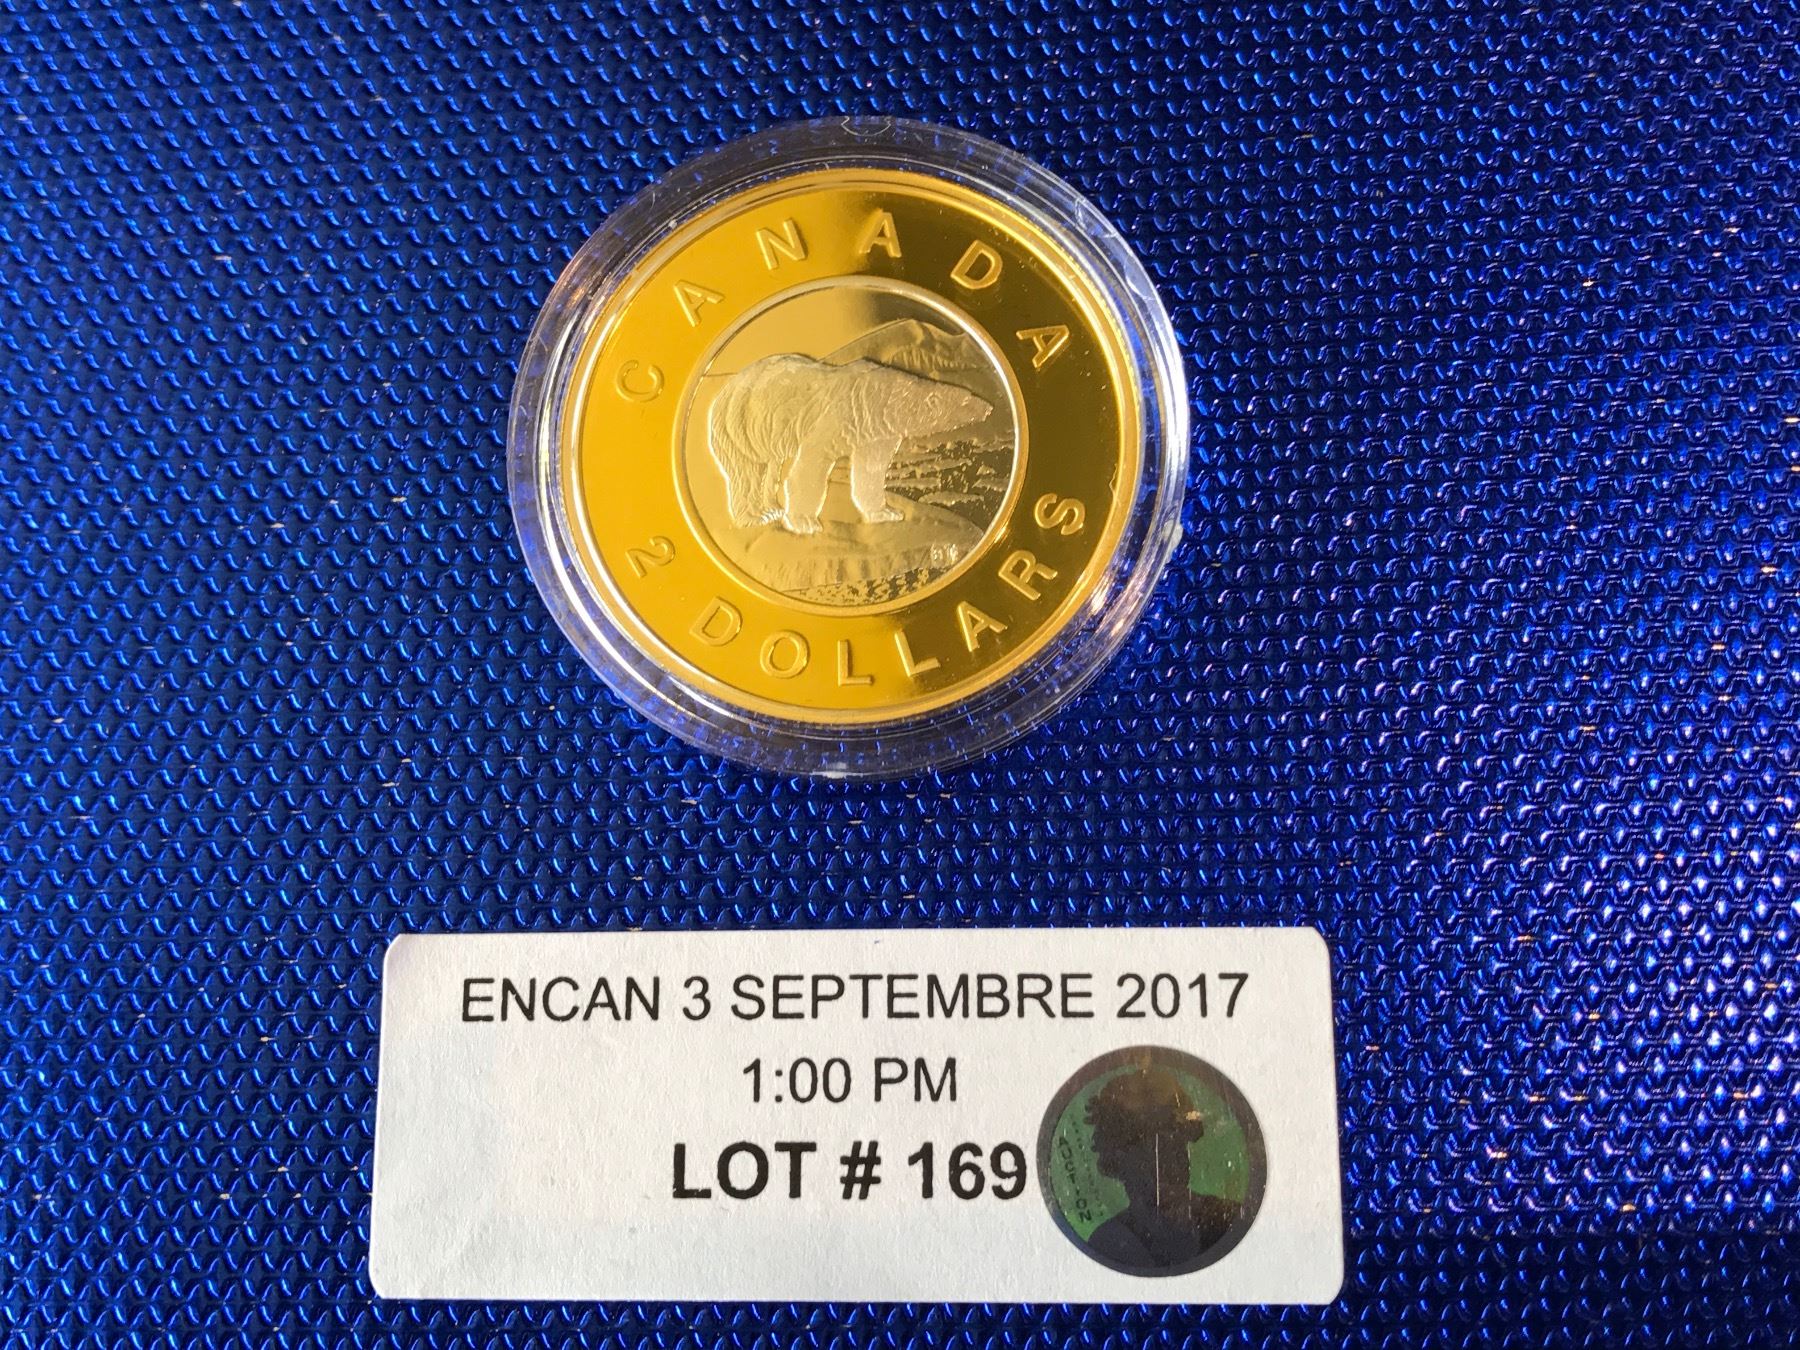 CANADA
2 DOLLARS
ENCAN 3 SEPTEMBRE 2017
1:00 PM
LOT # 169